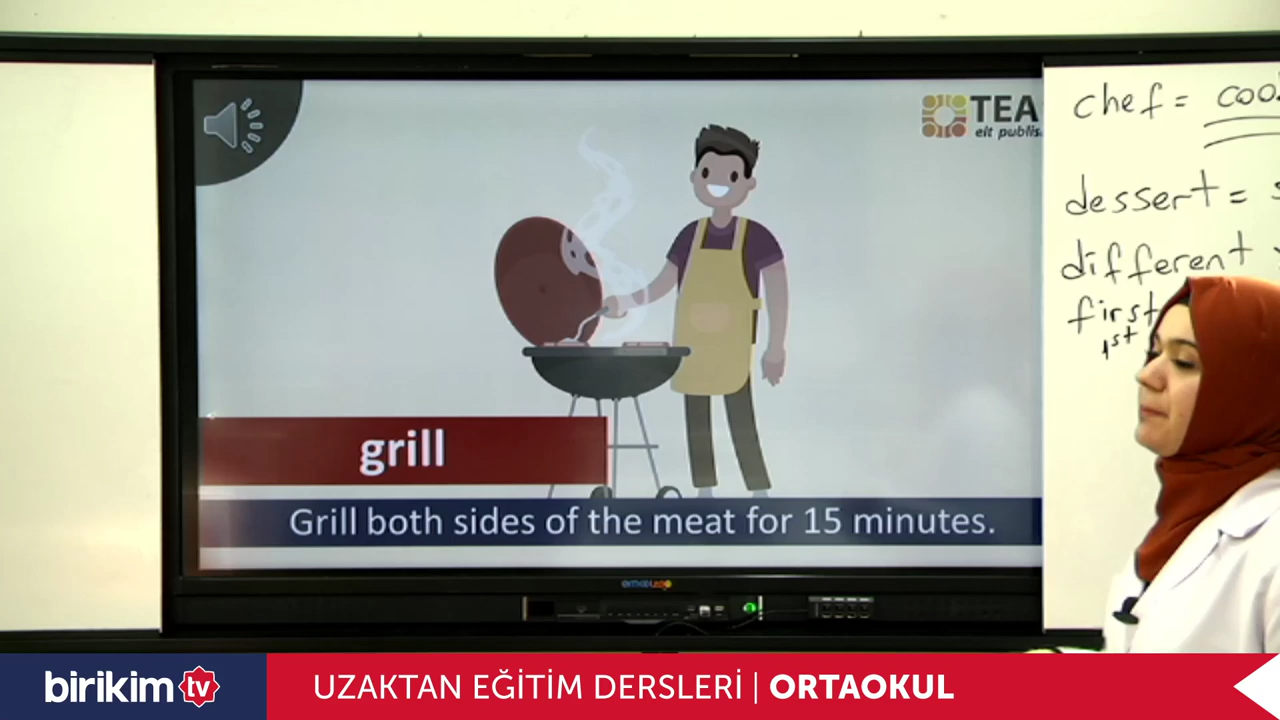 TEA
elt publis
chef =
dessert =
different
first
1st
grill
Grill both sides of the meat for 15 minutes.
birikim tv
UZAKTAN EĞİTİM DERSLERİ | ORTAOKUL